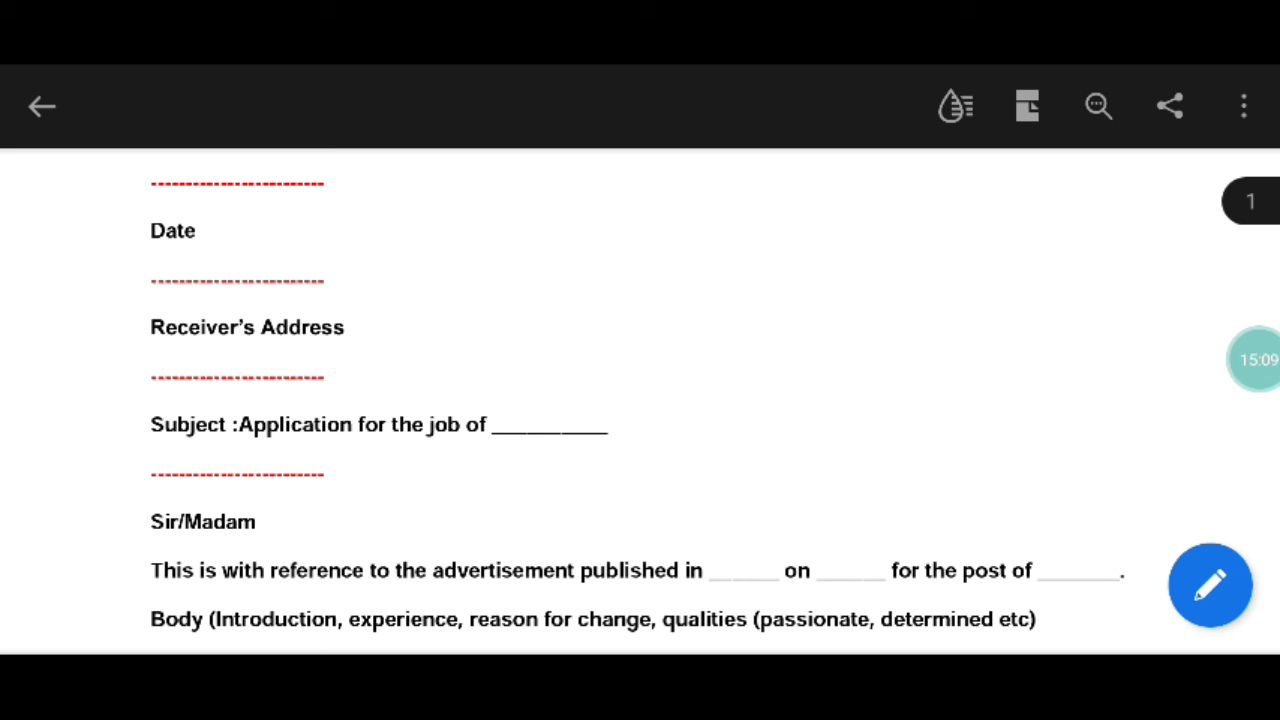 -------------------------
Date
1
-------------------------
Receiver's Address
15:09
-------------------------
Subject :Application for the job of __________
-------------------------
Sir/Madam
This is with reference to the advertisement published in ______ on ______ for the post of _______.
Body (Introduction, experience, reason for change, qualities (passionate, determined etc)